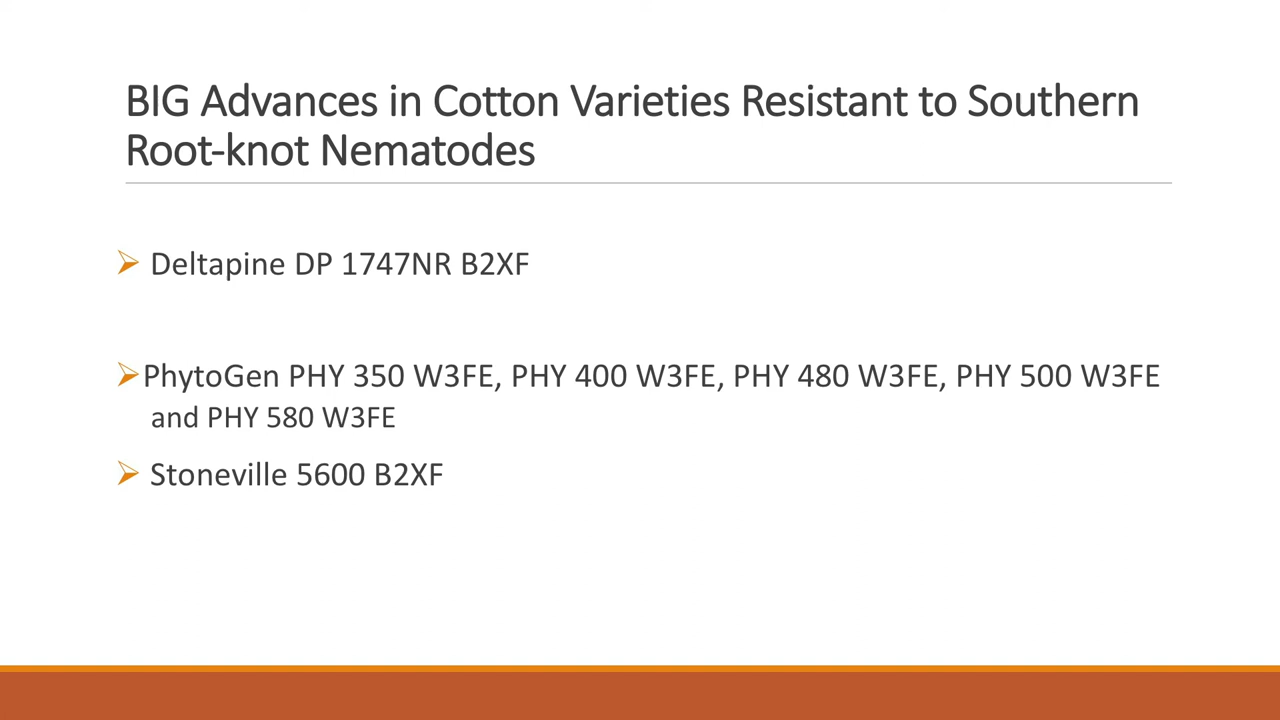 BIG Advances in Cotton Varieties Resistant to Southern
Root-knot Nematodes
Deltapine DP 1747NR B2XF
PhytoGen PHY 350 W3FE, PHY 400 W3FE, PHY 480 W3FE, PHY 500 W3FE
and PHY 580 W3FE
Stoneville 5600 B2XF